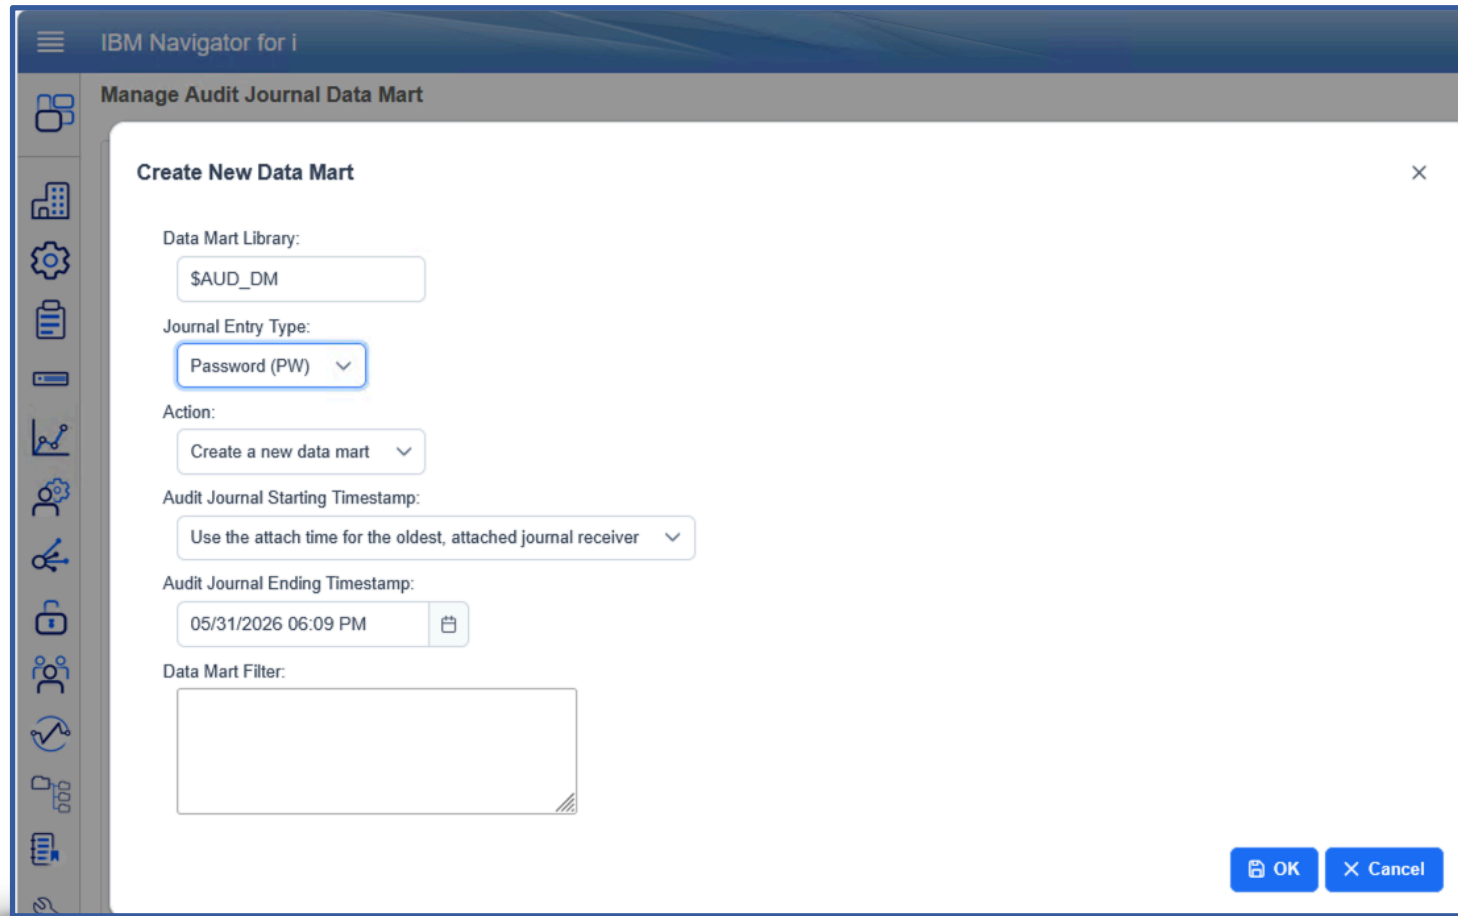 IBM Navigator for i
Manage Audit Journal Data Mart
Create New Data Mart
Data Mart Library:
$AUD_DM
Journal Entry Type:
Password (PW)
Action:
Create a new data mart
Audit Journal Starting Timestamp:
Use the attach time for the oldest, attached journal receiver
Audit Journal Ending Timestamp:
05/31/2026 06:09 PM
Data Mart Filter:
OK Cancel